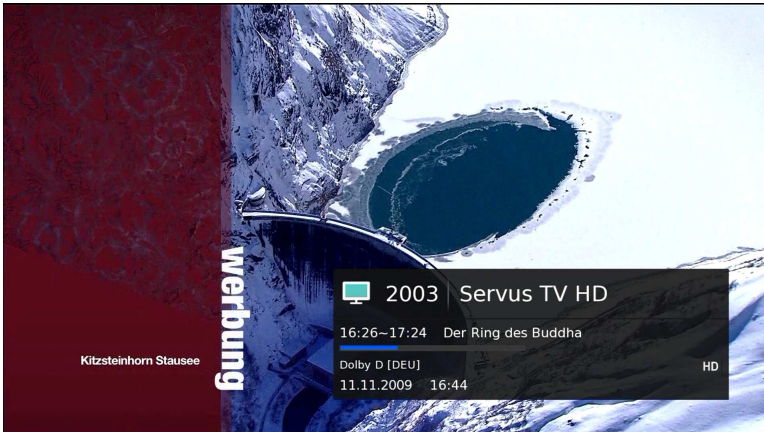 werbung
Kitzsteinhorn Stausee
2003 Servus TV HD
16:26~17:24 Der Ring des Buddha
Dolby D [DEU]
HD
11.11.2009 16:44